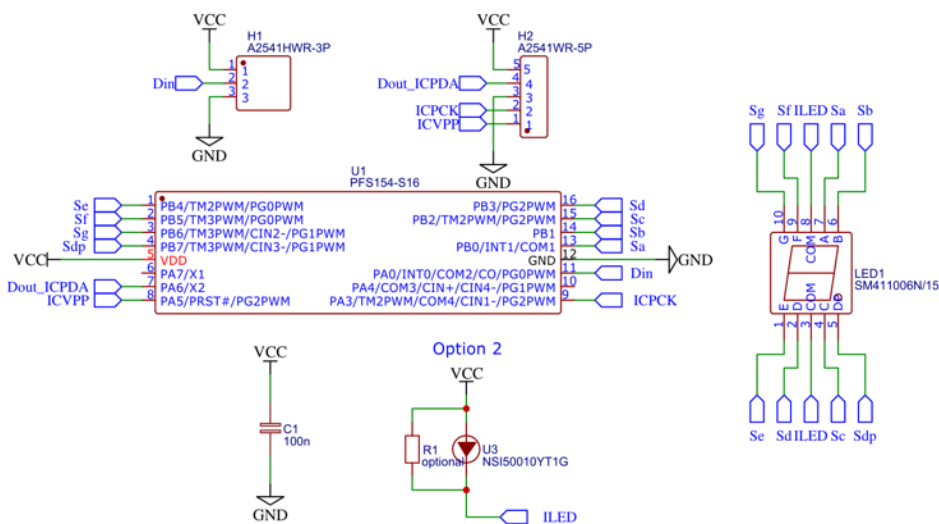 VCC
H1
A2541HWR-3P
1
2
3
1
2
3
Din
GND
VCC
H2
A2541WR-5P
5
4
3
2
1
5
4
3
2
1
Dout_ICPDA
ICPCK
ICVPP
GND
U1
PFS154-S16
Se 1 PB4/TM2PWM/PG0PWM
Sf 2 PB5/TM3PWM/PG0PWM
Sg 3 PB6/TM3PWM/CIN2-/PG1PWM
Sdp 4 PB7/TM3PWM/CIN3-/PG1PWM
VCC 5 VDD
6 PA7/X1
Dout_ICPDA 7 PA6/X2
ICVPP 8 PA5/PRST#/PG2PWM
PB3/PG2PWM 16 Sd
PB2/TM2PWM/PG2PWM 15 Sc
PB1 14 Sb
PB0/INT1/COM1 13 Sa
GND 12 GND
PA0/INT0/COM2/CO/PG0PWM 11 Din
PA4/COM3/CIN+/CIN4-/PG1PWM 10
PA3/TM2PWM/COM4/CIN1-/PG2PWM 9 ICPCK
Sg Sf ILED Sa Sb
10 9 8 7 6
G F COM A B
LED1
SM411006N/15
E D COM C DP
1 2 3 4 5
Se Sd ILED Sc Sdp
VCC
C1
100n
GND
Option 2
VCC
R1
optional
U3
NSI50010YT1G
ILED